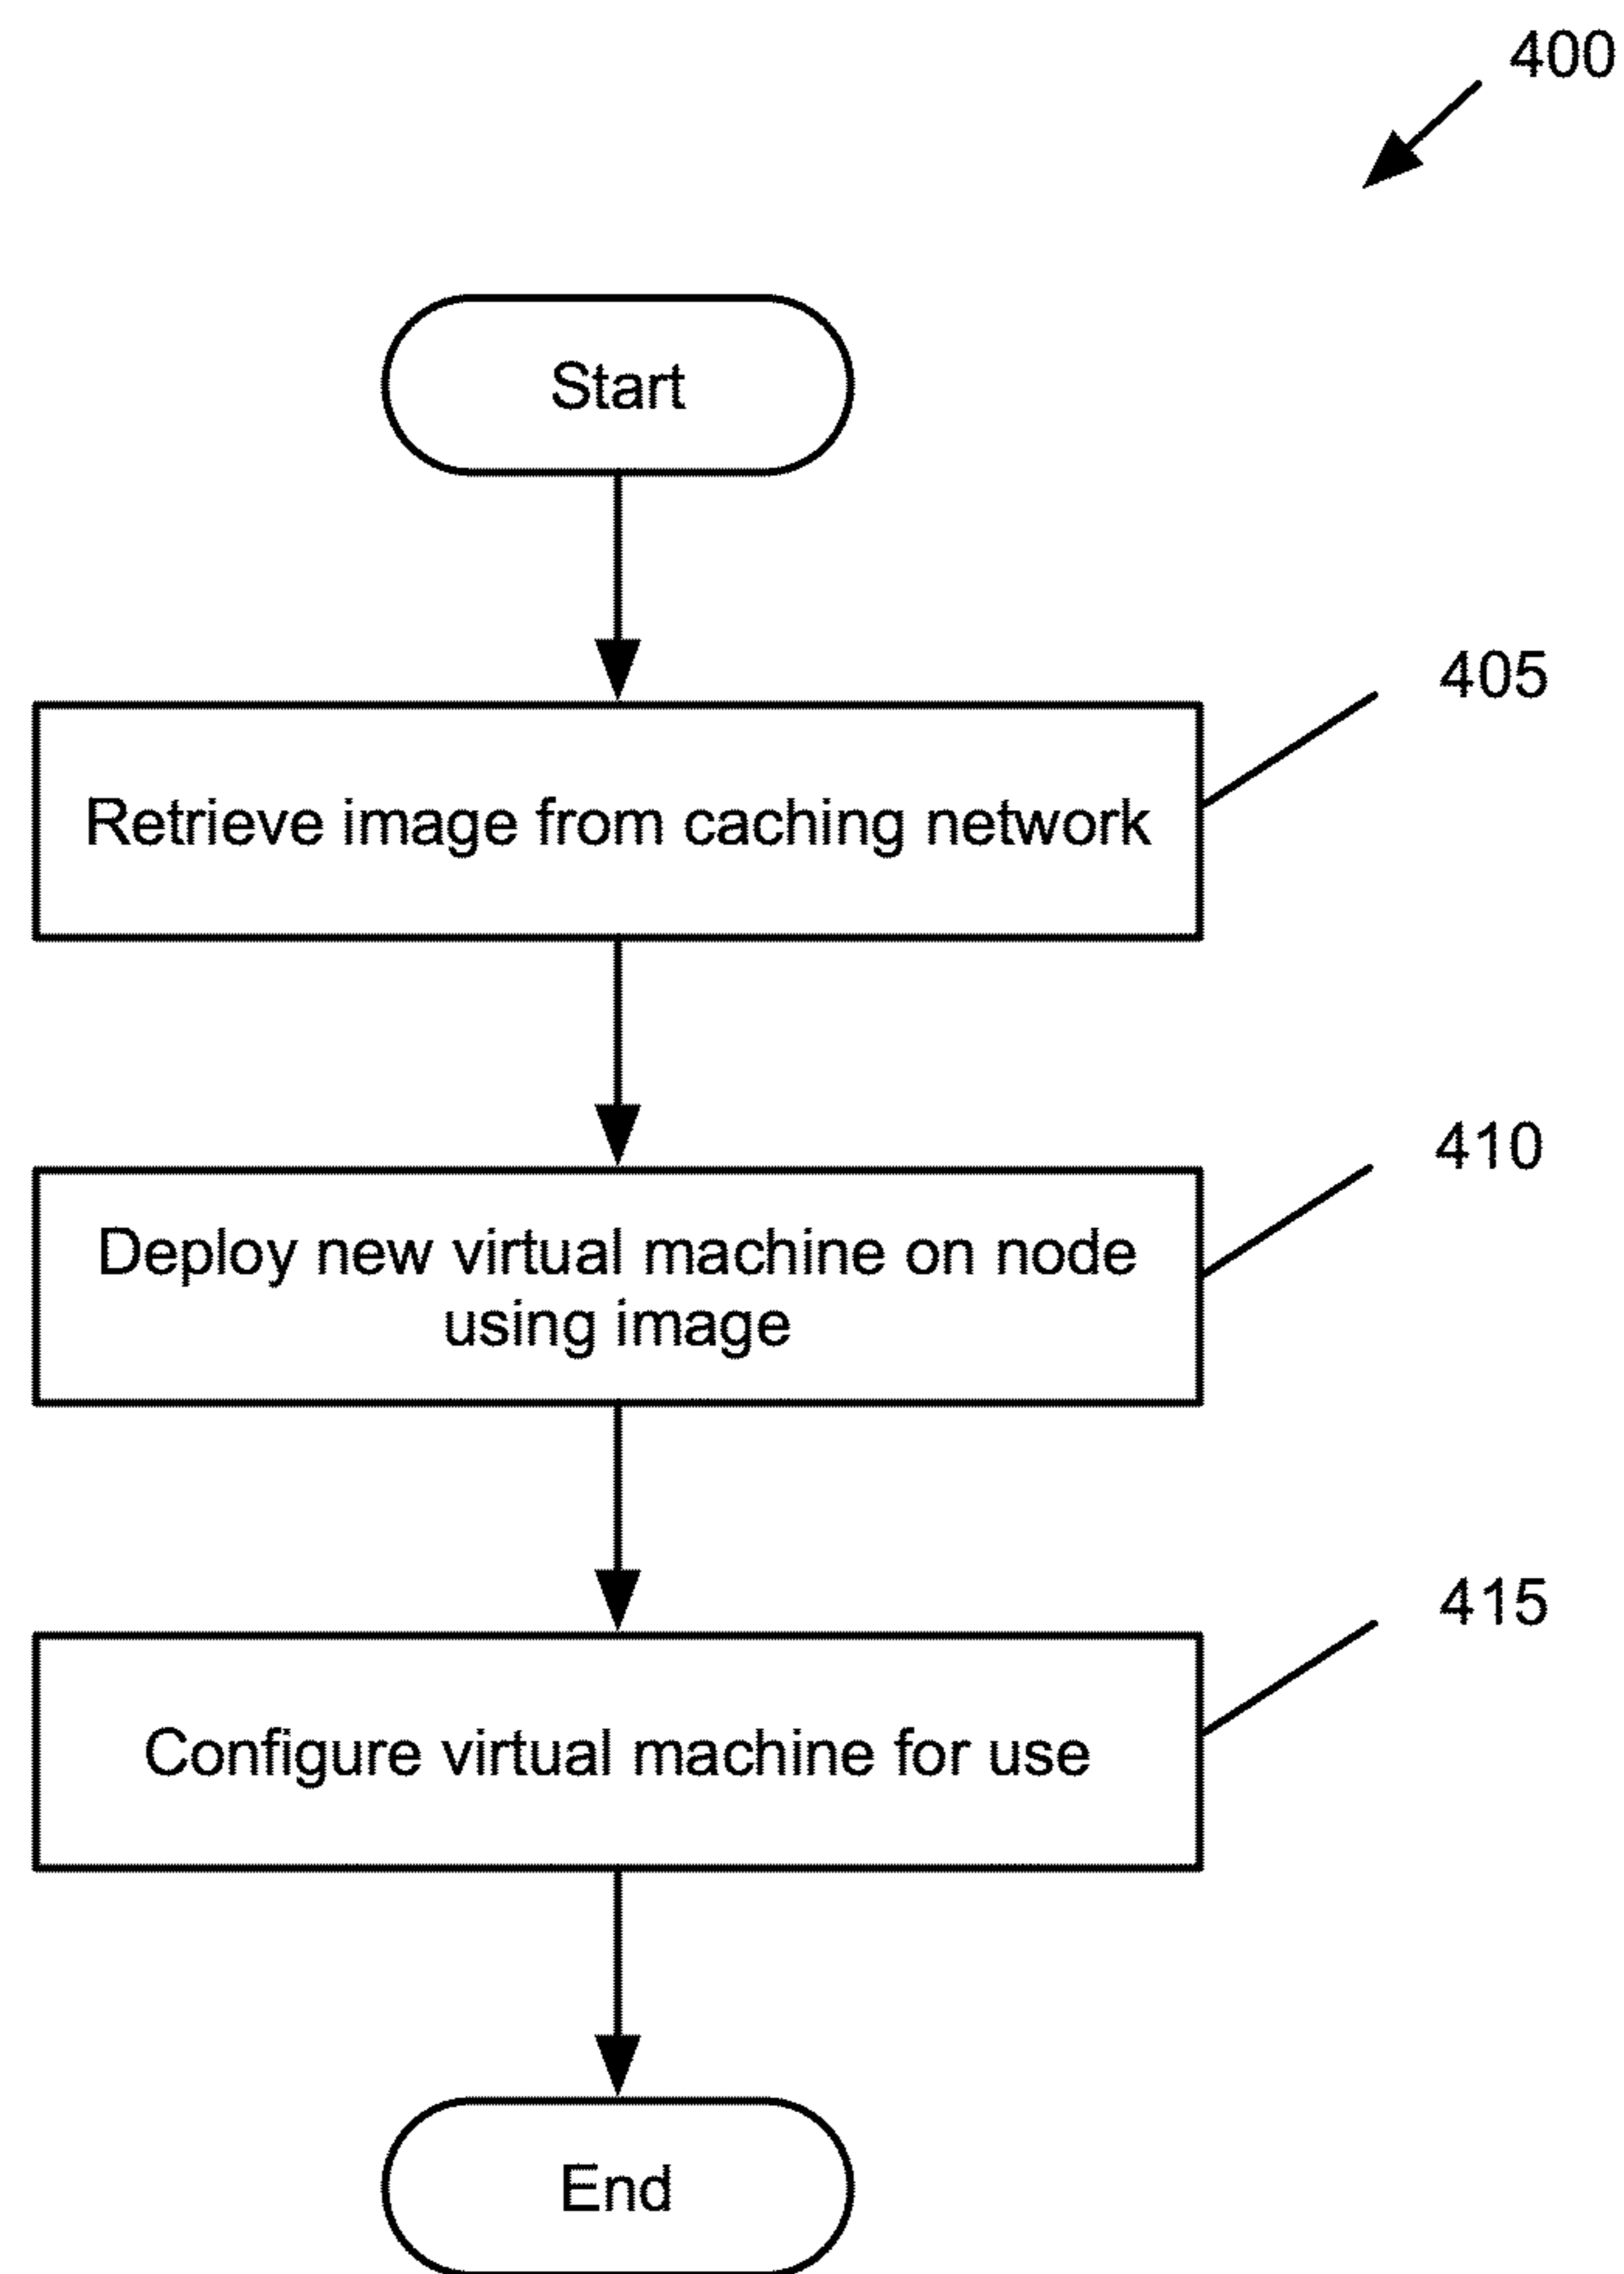 400
Start
405
Retrieve image from caching network
410
Deploy new virtual machine on node
using image
415
Configure virtual machine for use
End